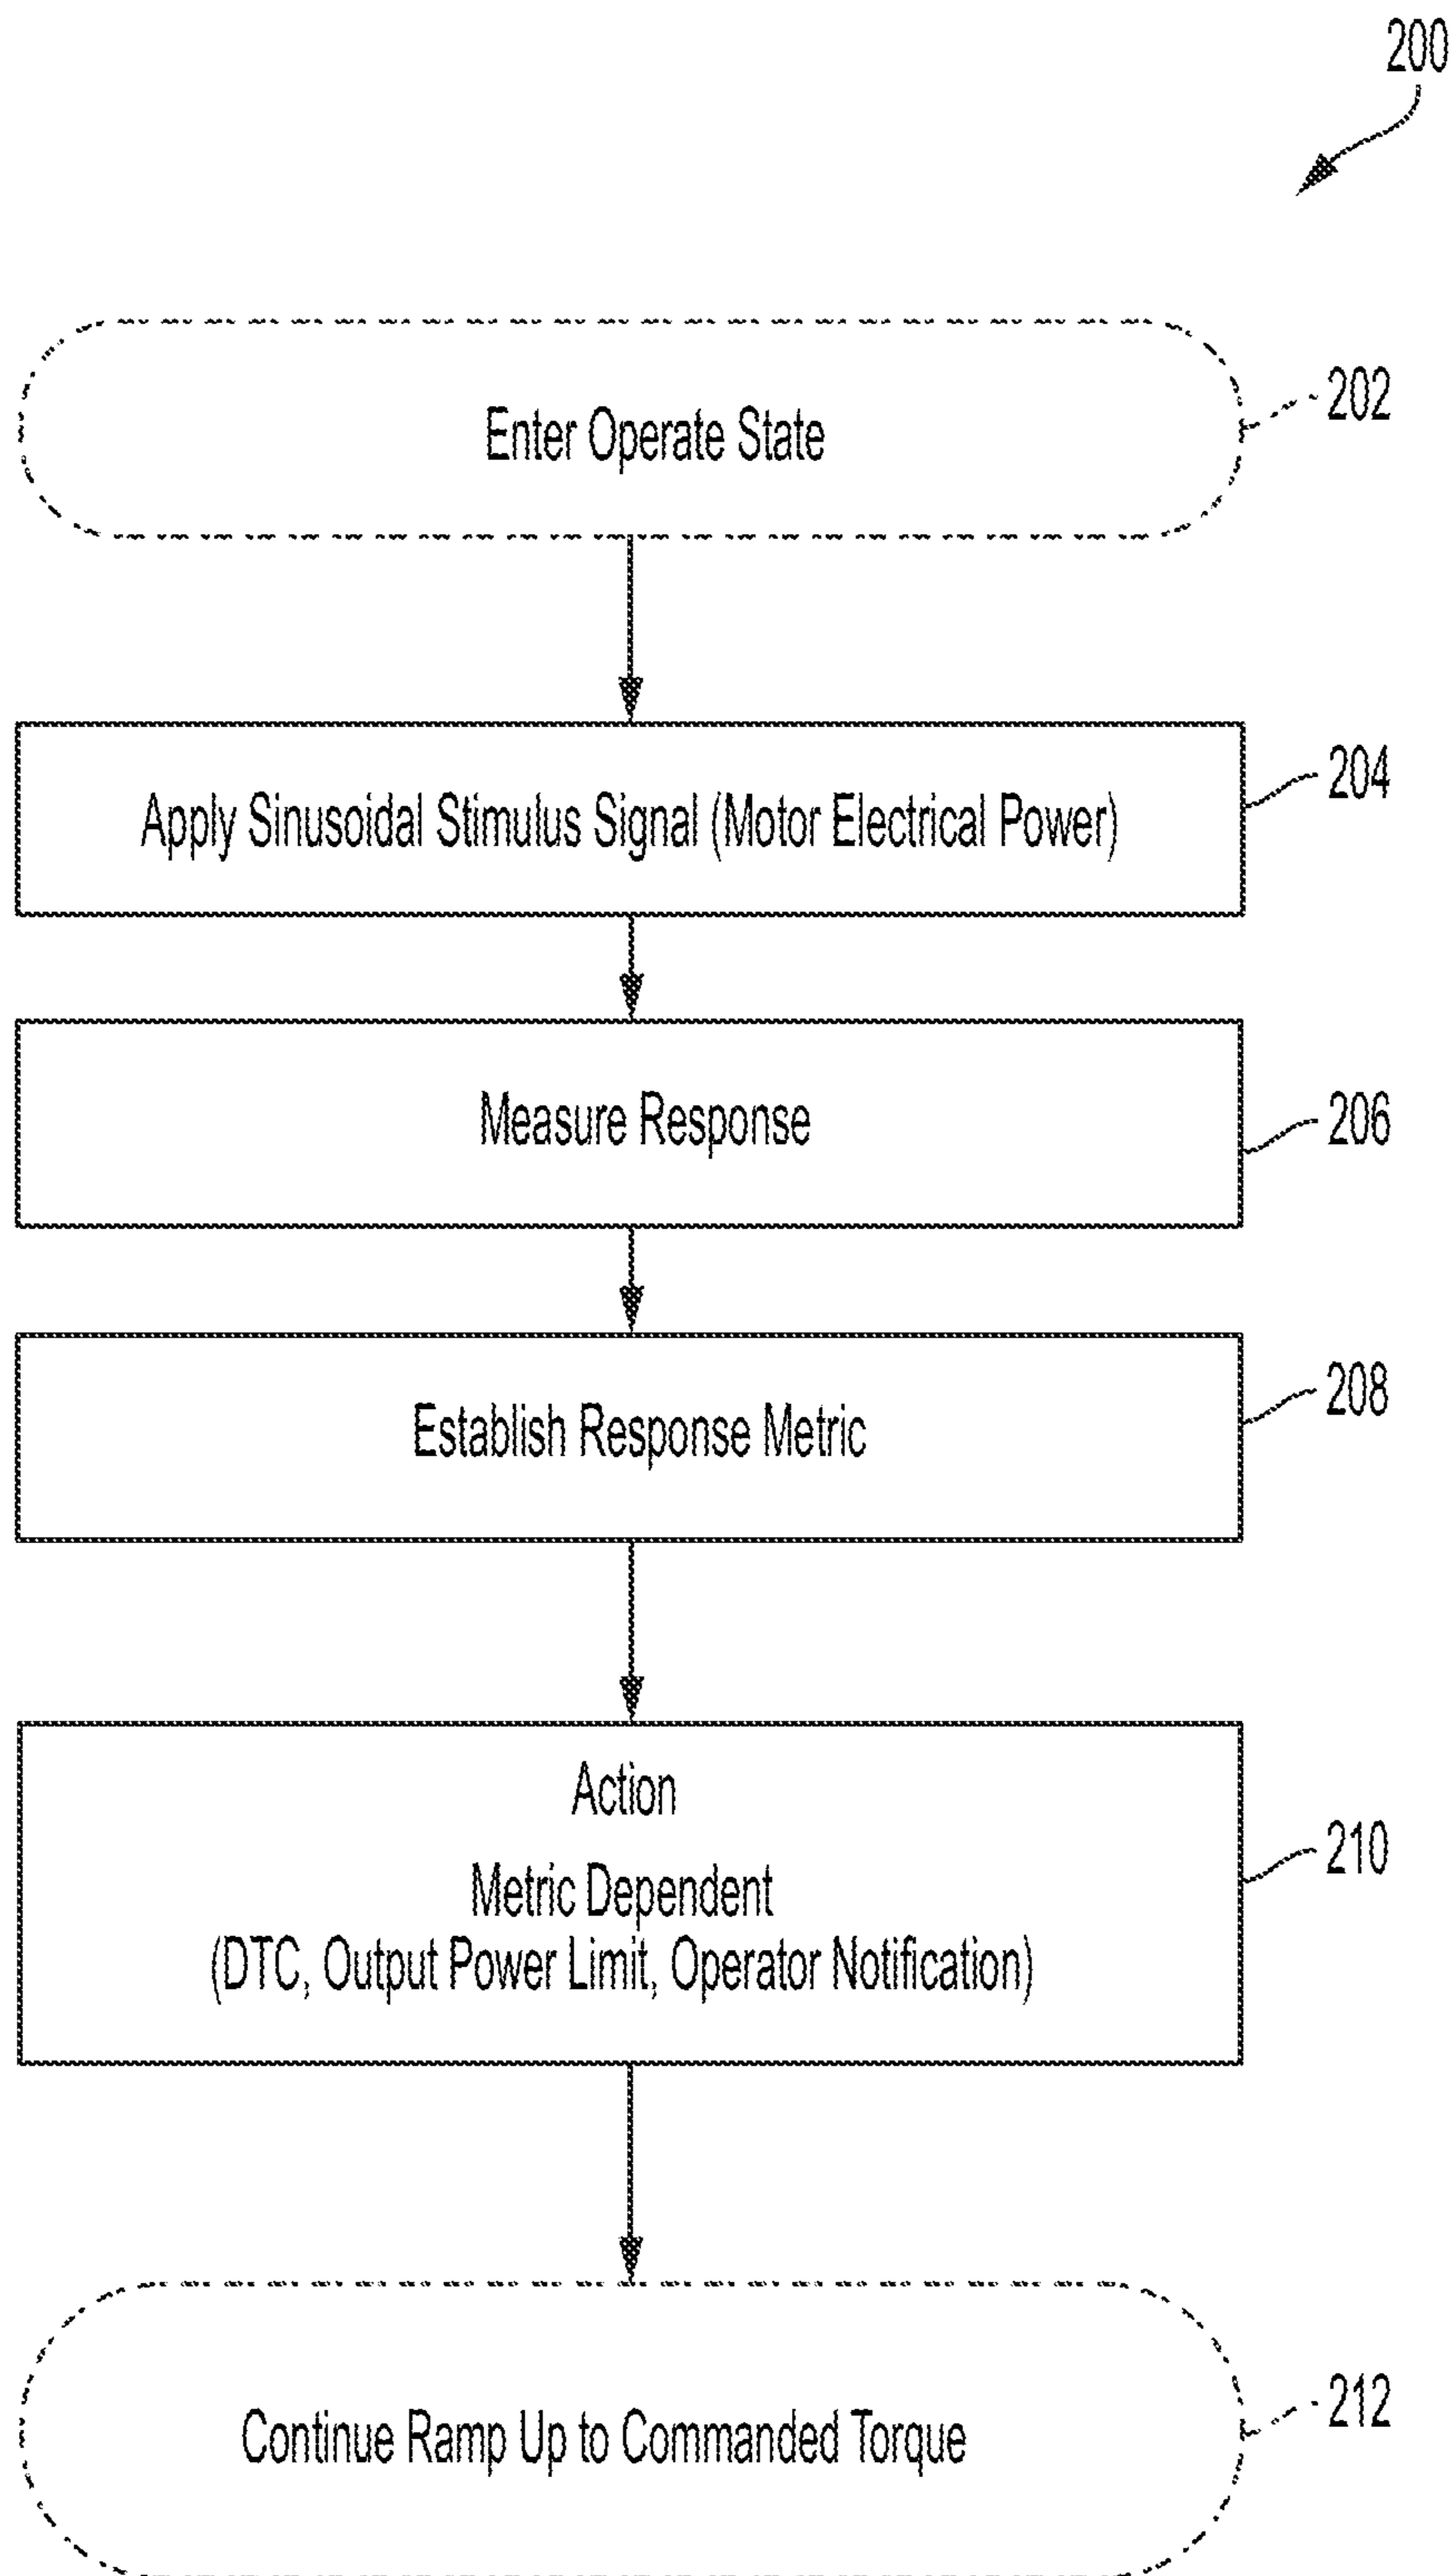 200
Enter Operate State
202
Apply Sinusoidal Stimulus Signal (Motor Electrical Power)
204
Measure Response
206
Establish Response Metric
208
Action
Metric Dependent
(DTC, Output Power Limit, Operator Notification)
210
Continue Ramp Up to Commanded Torque
212